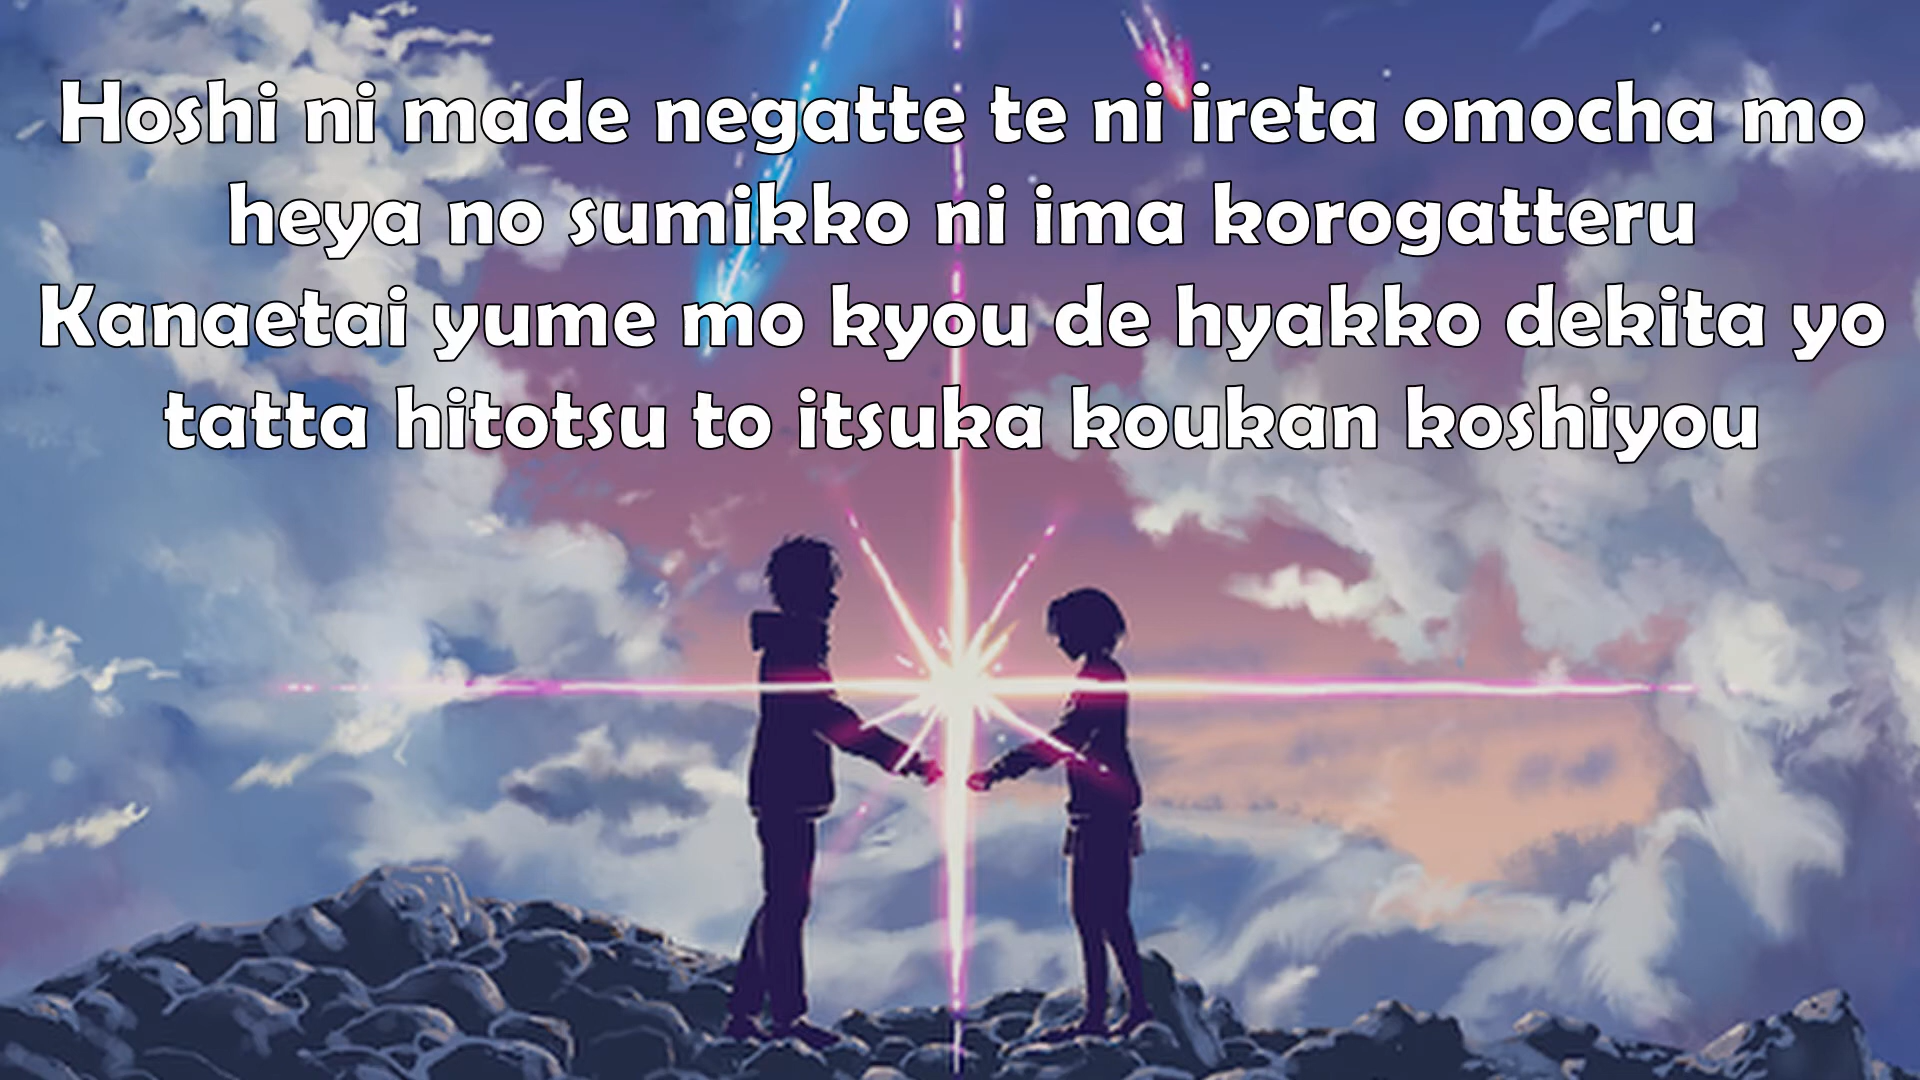 Hoshi ni made negatte te ni ireta omocha mo
heya no sumikko ni ima korogatteru
Kanaetai yume mo kyou de hyakko dekita yo
tatta hitotsu to itsuka koukan koshiyou